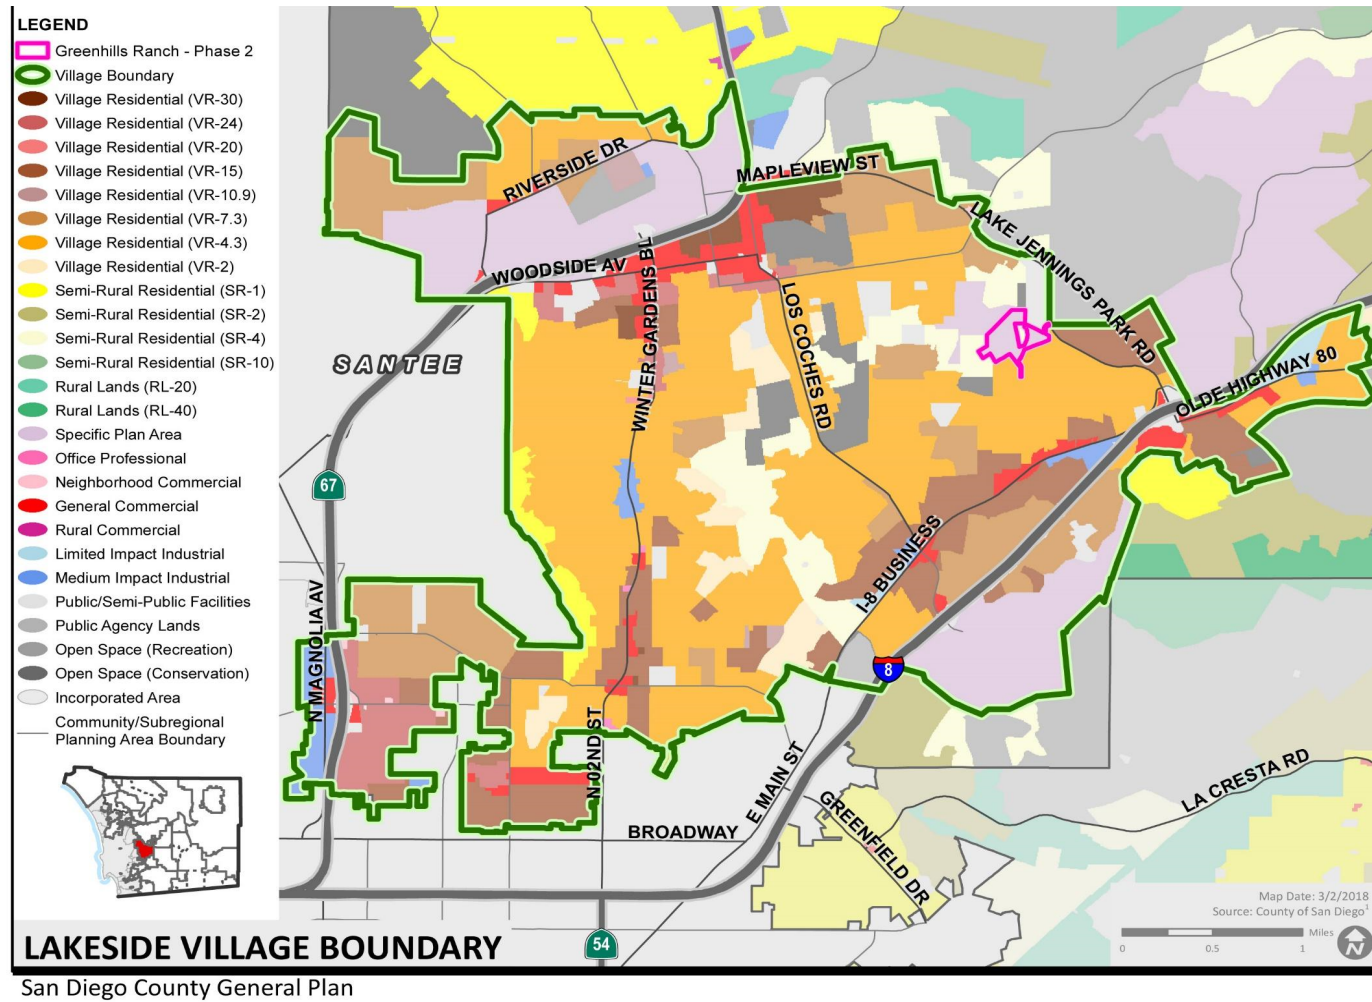 LEGEND
Greenhills Ranch - Phase 2
Village Boundary
Village Residential (VR-30)
Village Residential (VR-24)
Village Residential (VR-20)
Village Residential (VR-15)
Village Residential (VR-10.9)
Village Residential (VR-7.3)
Village Residential (VR-4.3)
Village Residential (VR-2)
Semi-Rural Residential (SR-1)
Semi-Rural Residential (SR-2)
Semi-Rural Residential (SR-4)
Semi-Rural Residential (SR-10)
Rural Lands (RL-20)
Rural Lands (RL-40)
Specific Plan Area
Office Professional
Neighborhood Commercial
General Commercial
Rural Commercial
Limited Impact Industrial
Medium Impact Industrial
Public/Semi-Public Facilities
Public Agency Lands
Open Space (Recreation)
Open Space (Conservation)
Incorporated Area
Community/Subregional
Planning Area Boundary
RIVERSIDE DR
MAPLEVIEW ST
LAKE JENNINGS PARK RD
WOODSIDE AV
WINTER GARDENS BL
LOS COCHES RD
SANTEE
OLDE HIGHWAY 80
67
I-8 BUSINESS
N MAGNOLIA AV
8
N 02ND ST
E MAIN ST
BROADWAY
GREENFIELD DR
LA CRESTA RD
54
Map Date: 3/2/2018
Source: County of San Diego1
Miles
0 0.5 1
N
LAKESIDE VILLAGE BOUNDARY
San Diego County General Plan